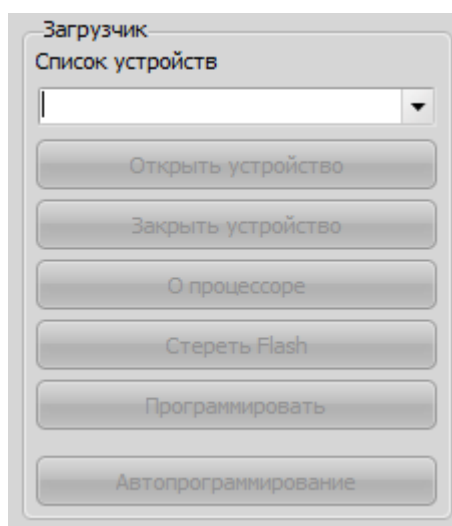 Загрузчик
Список устройств
Открыть устройство
Закрыть устройство
О процессоре
Стереть Flash
Программировать
Автопрограммирование